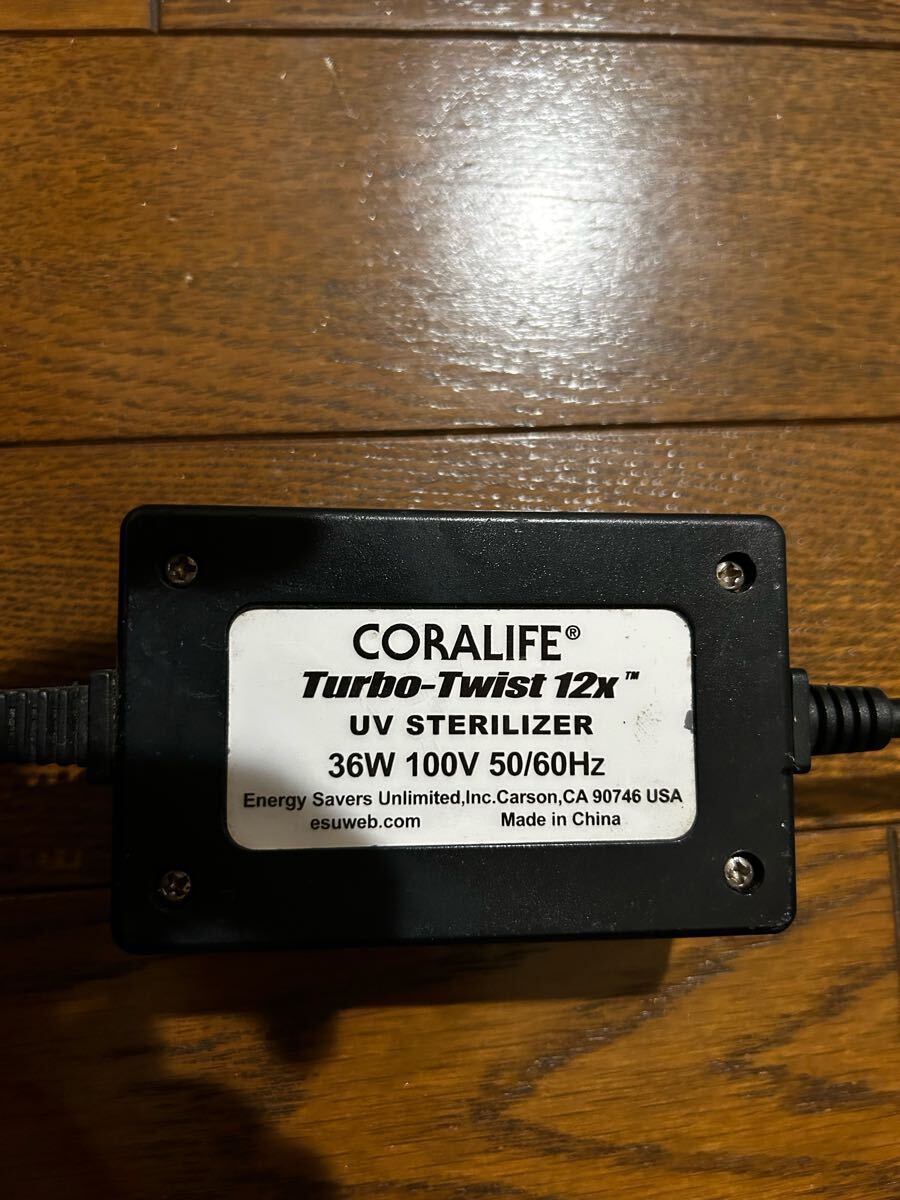 CORALIFE®
Turbo-Twist 12x™
UV STERILIZER
36W 100V 50/60Hz
Energy Savers Unlimited,Inc.Carson,CA 90746 USA
esuweb.com Made in China